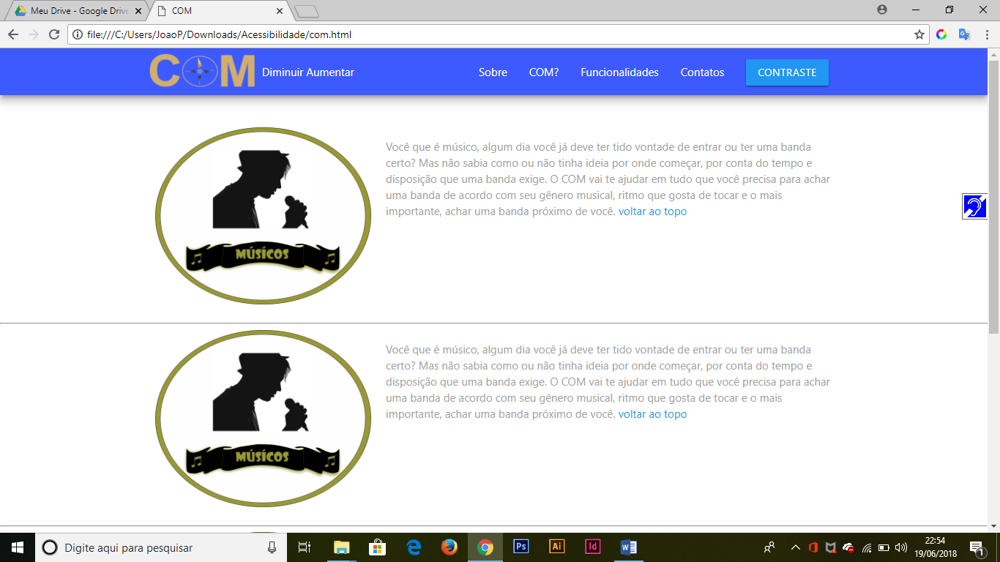 Meu Drive - Google Drive
COM
file:///C:/Users/JoaoP/Downloads/Acessibilidade/com.html
COM Diminuir Aumentar Sobre COM? Funcionalidades Contatos CONTRASTE
Você que é músico, algum dia você já deve ter tido vontade de entrar ou ter uma banda
certo? Mas não sabia como ou não tinha ideia por onde começar, por conta do tempo e
disposição que uma banda exige. O COM vai te ajudar em tudo que você precisa para achar
uma banda de acordo com seu gênero musical, ritmo que gosta de tocar e o mais
importante, achar uma banda próximo de você. voltar ao topo
MÚSÍCOS
Você que é músico, algum dia você já deve ter tido vontade de entrar ou ter uma banda
certo? Mas não sabia como ou não tinha ideia por onde começar, por conta do tempo e
disposição que uma banda exige. O COM vai te ajudar em tudo que você precisa para achar
uma banda de acordo com seu gênero musical, ritmo que gosta de tocar e o mais
importante, achar uma banda próximo de você. voltar ao topo
MÚSÍCOS
Digite aqui para pesquisar
Ps
Ai
Id
22:54
19/06/2018
1